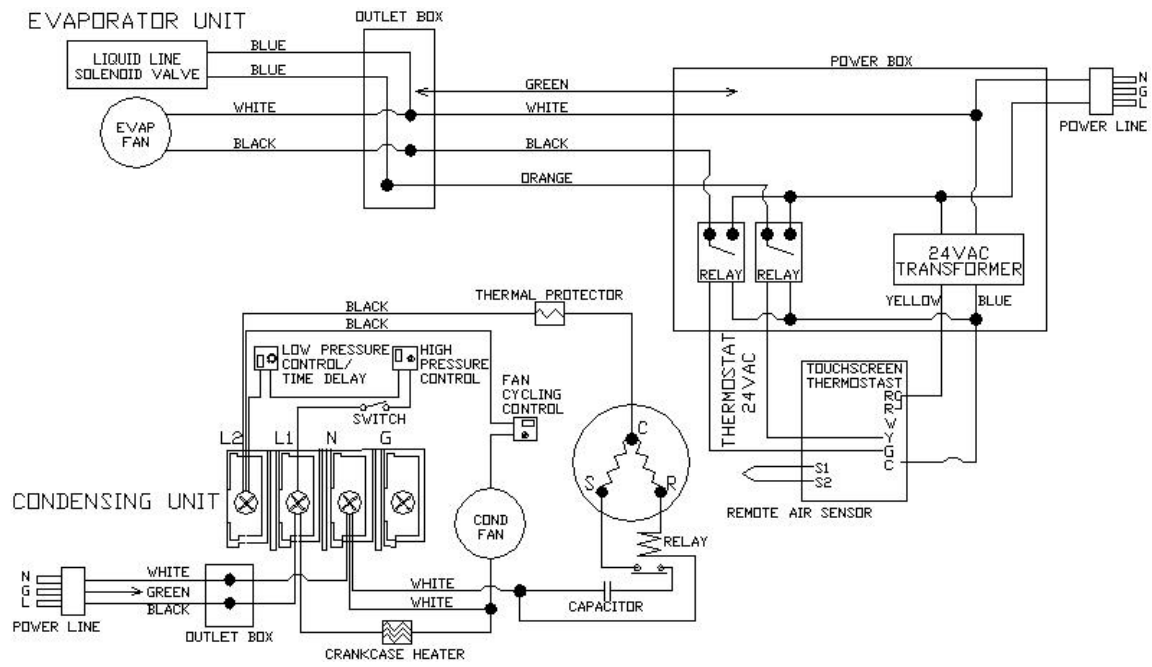 EVAPORATOR UNIT
OUTLET BOX
LIQUID LINE
SOLENOID VALVE
BLUE
BLUE
POWER BOX
GREEN
N
G
L
POWER LINE
EVAP
FAN
WHITE
WHITE
BLACK
BLACK
ORANGE
RELAY
RELAY
24VAC
TRANSFORMER
YELLOW
BLUE
THERMOSTAT
24VAC
TOUCHSCREEN
THERMOSTAST
RC
R
W
Y
G
C
S1
S2
REMOTE AIR SENSOR
BLACK
BLACK
THERMAL PROTECTOR
LOW PRESSURE
CONTROL/
TIME DELAY
HIGH
PRESSURE
CONTROL
FAN
CYCLING
CONTROL
SWITCH
L2
L1
N
G
CONDENSING UNIT
COND
FAN
C
S
R
RELAY
CAPACITOR
N
G
L
POWER LINE
WHITE
GREEN
BLACK
OUTLET BOX
WHITE
WHITE
CRANKCASE HEATER